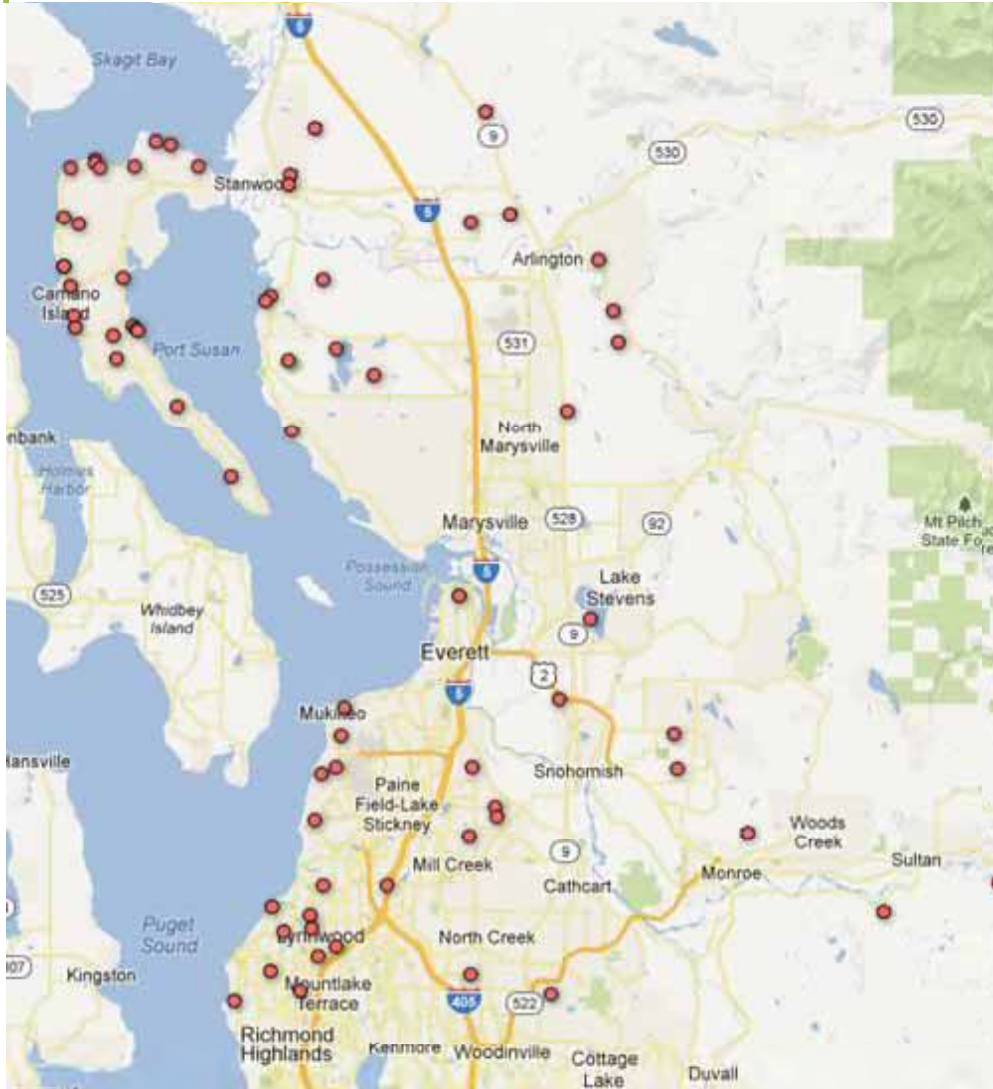 5
Skagit Bay
9
530
530
Stanwood
5
Arlington
Camano
Island
Port Susan
531
North
Marysville
Holmes
Harbor
Marysville
528
92
Mt Pilch
State Fo
Possession
Sound
5
Lake
Stevens
525
Whidbey
Island
9
Everett
2
5
Mukilteo
Hansville
Snohomish
Paine
Field-Lake
Stickney
Woods
Creek
9
Mill Creek
Sultan
Monroe
Cathcart
Puget
Sound
Lynnwood
North Creek
Kingston
Mountlake
Terrace
405
522
Richmond
Highlands
Kenmore
Woodinville
Cottage
Lake
Duvall